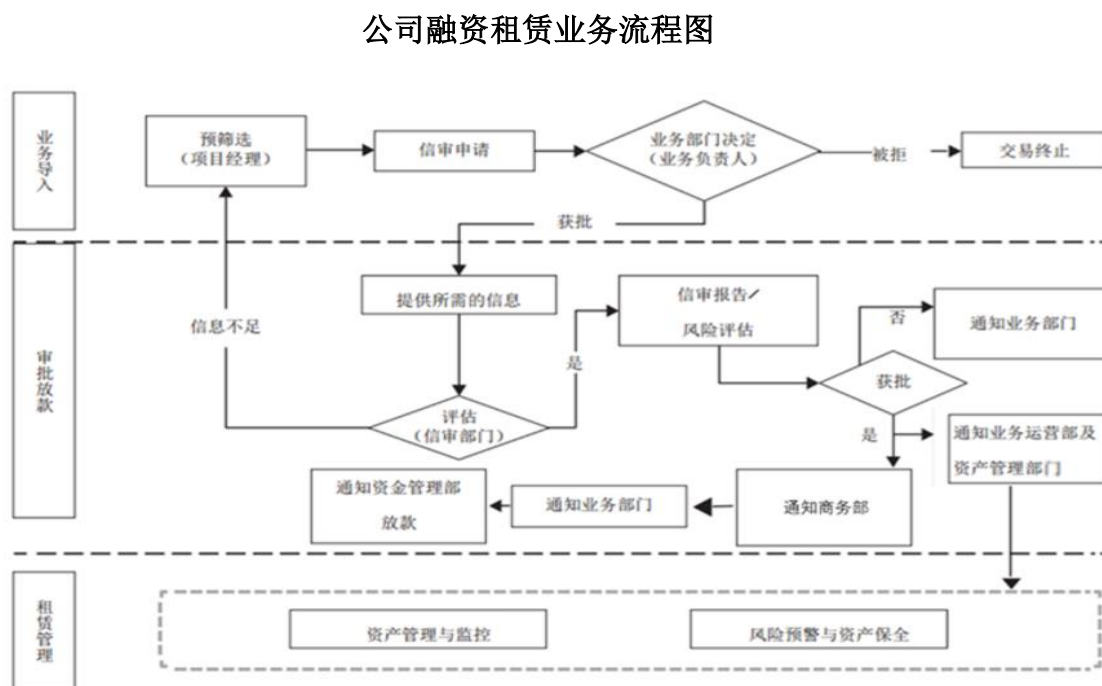 公司融资租赁业务流程图
业务导入
预筛选
（项目经理）
信审申请
业务部门决定
（业务负责人）
被拒
交易终止
获批
审批放款
提供所需的信息
信审报告/
风险评估
否
通知业务部门
信息不足
是
获批
评估
（信审部门）
是
通知业务运营部及
资产管理部门
通知资金管理部
放款
通知业务部门
通知商务部
租赁管理
资产管理与监控
风险预警与资产保全